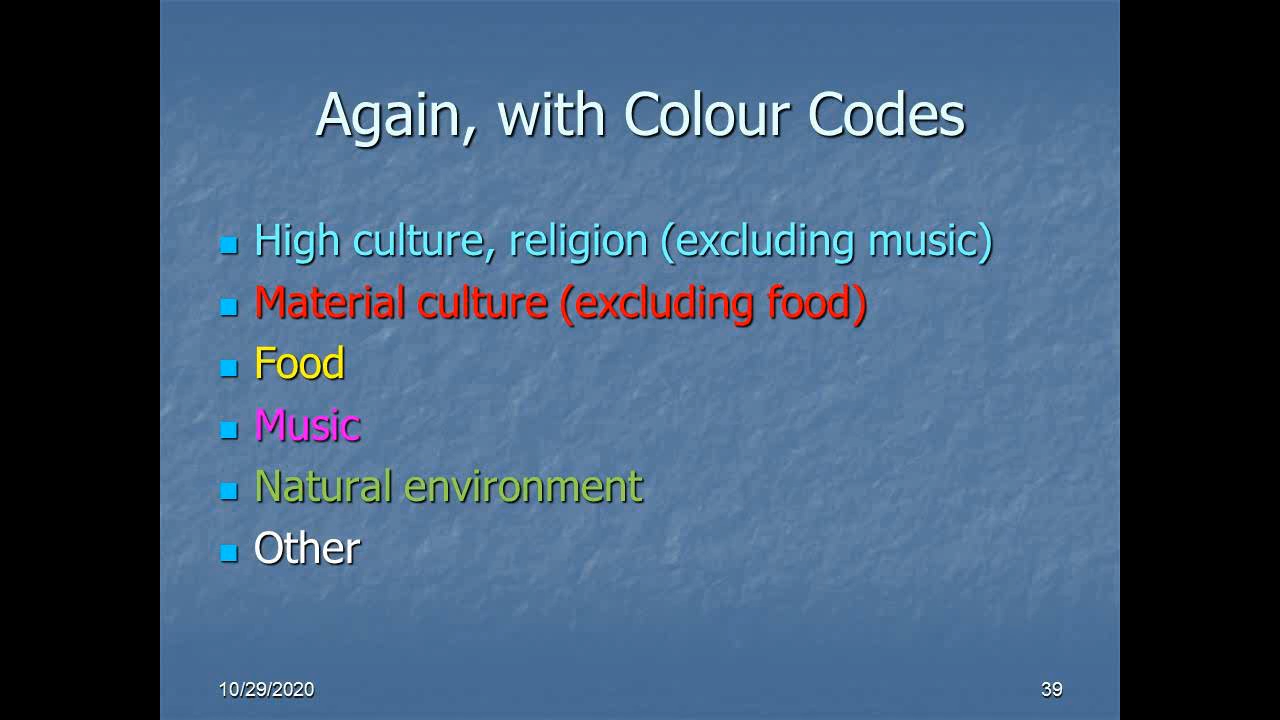 Again, with Colour Codes
High culture, religion (excluding music)
Material culture (excluding food)
Food
Music
Natural environment
Other
10/29/2020
39